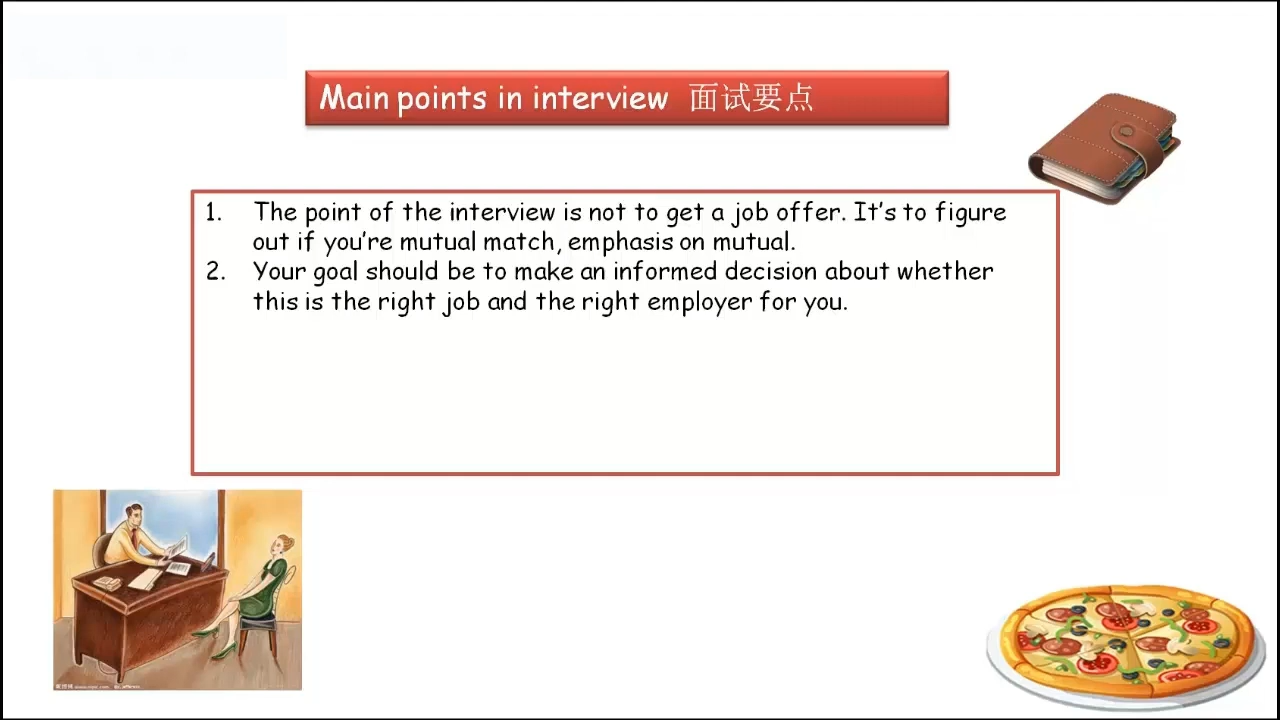 Main points in interview 面试要点
1. The point of the interview is not to get a job offer. It's to figure
out if you're mutual match, emphasis on mutual.
2. Your goal should be to make an informed decision about whether
this is the right job and the right employer for you.